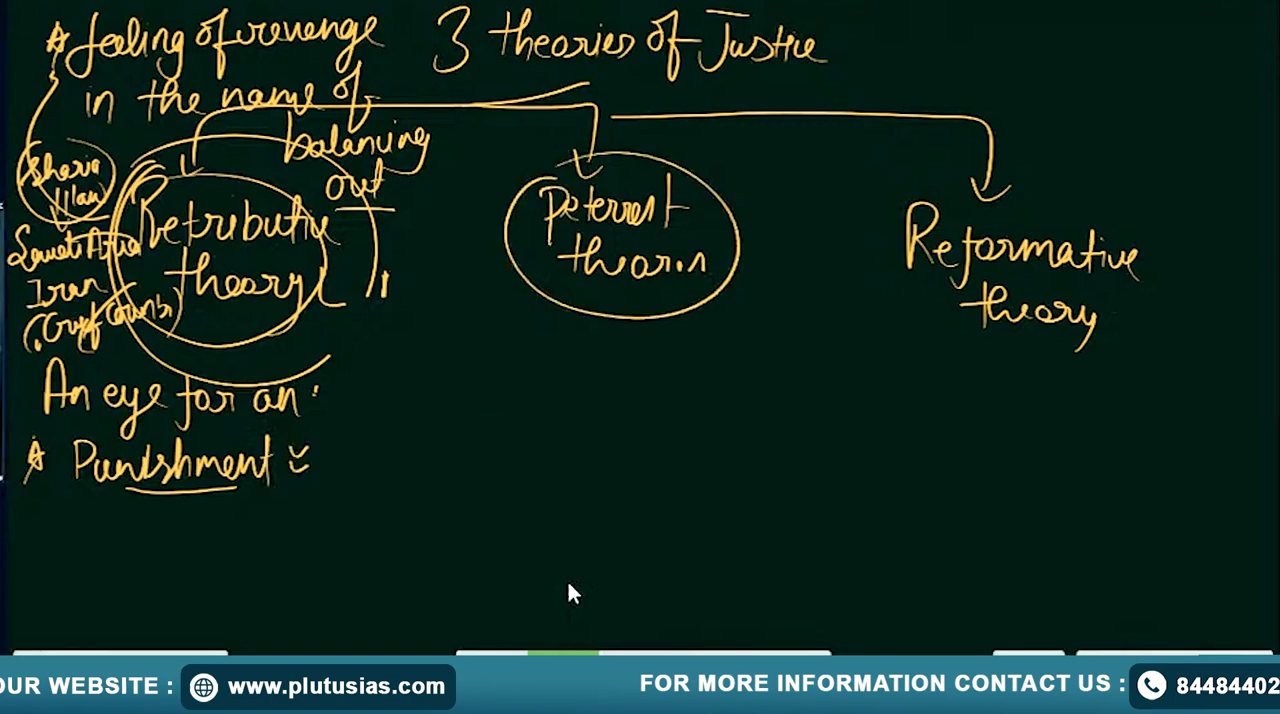 feeling of revenge
in the name of
balancing
out
3 theories of Justice
Sharia
law
Iran
Retributive
theory
Deterrent
theory
Reformative
theory
An eye for an
Punishment
OUR WEBSITE : www.plutusias.com
FOR MORE INFORMATION CONTACT US : 84484402